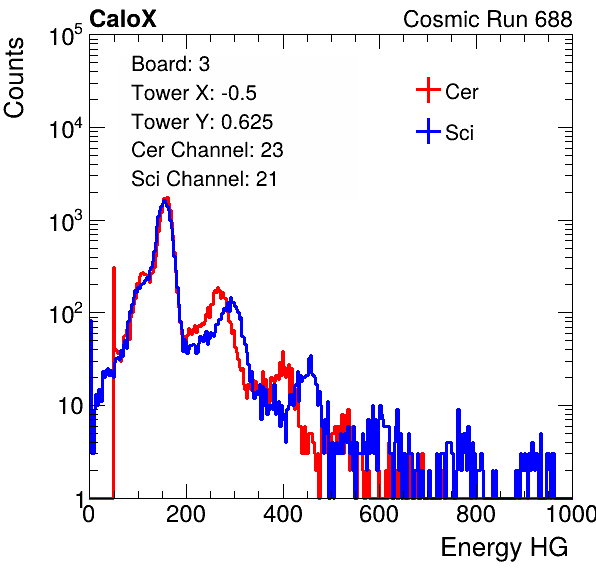 CaloX
Cosmic Run 688
Counts
Board: 3
Tower X: -0.5
Tower Y: 0.625
Cer Channel: 23
Sci Channel: 21
Cer
Sci
10^5
10^4
10^3
10^2
10
1
0 200 400 600 800 1000
Energy HG